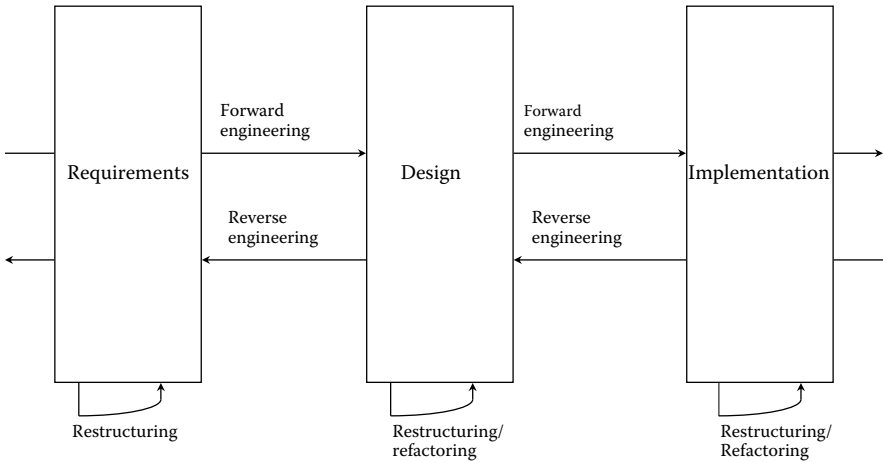 Forward
engineering
Forward
engineering
Requirements
Design
Implementation
Reverse
engineering
Reverse
engineering
Restructuring
Restructuring/
refactoring
Restructuring/
Refactoring